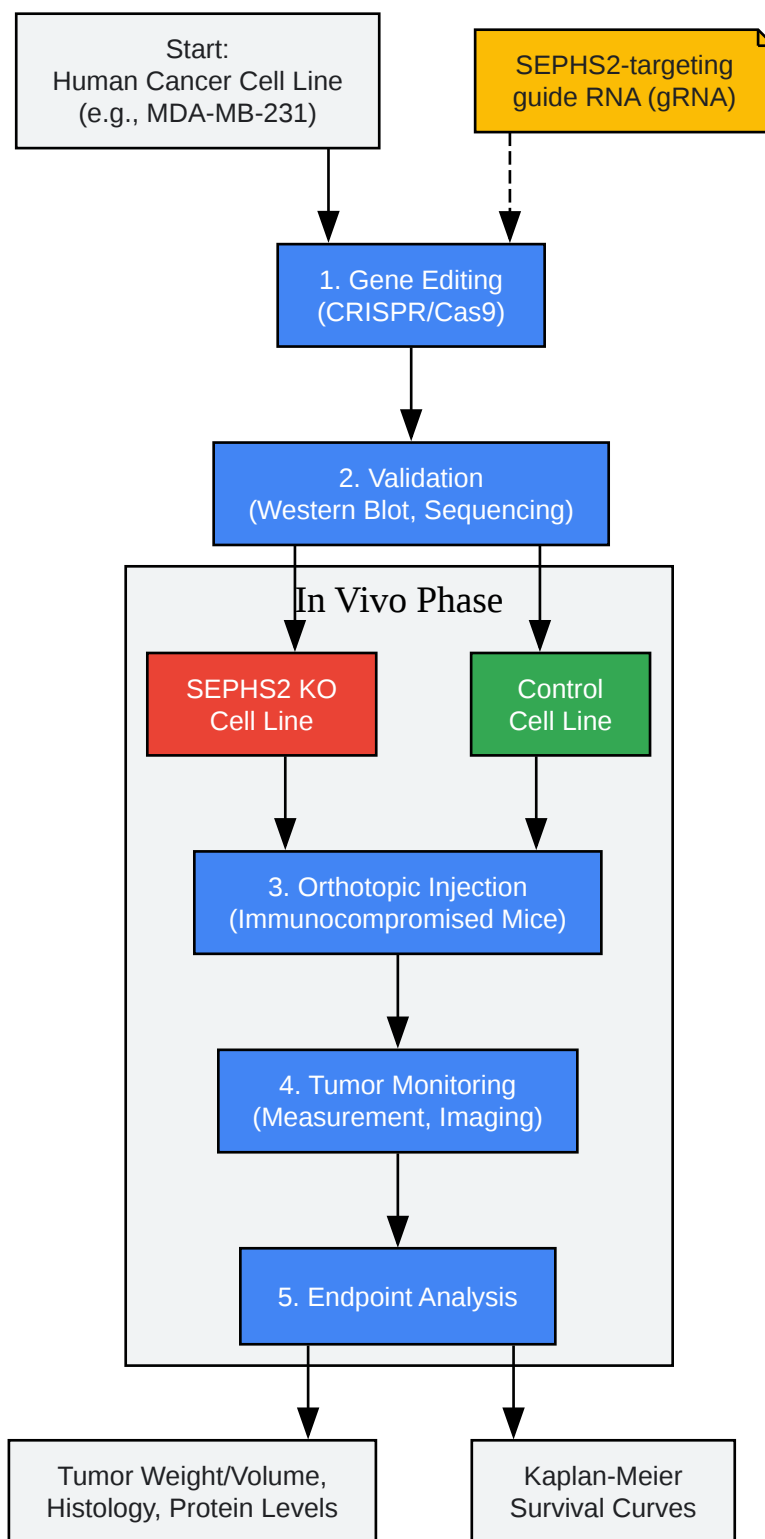 Start:
Human Cancer Cell Line
(e.g., MDA-MB-231)
SEPHS2-targeting
guide RNA (gRNA)
1. Gene Editing
(CRISPR/Cas9)
2. Validation
(Western Blot, Sequencing)
In Vivo Phase
SEPHS2 KO
Cell Line
Control
Cell Line
3. Orthotopic Injection
(Immunocompromised Mice)
4. Tumor Monitoring
(Measurement, Imaging)
5. Endpoint Analysis
Tumor Weight/Volume,
Histology, Protein Levels
Kaplan-Meier
Survival Curves